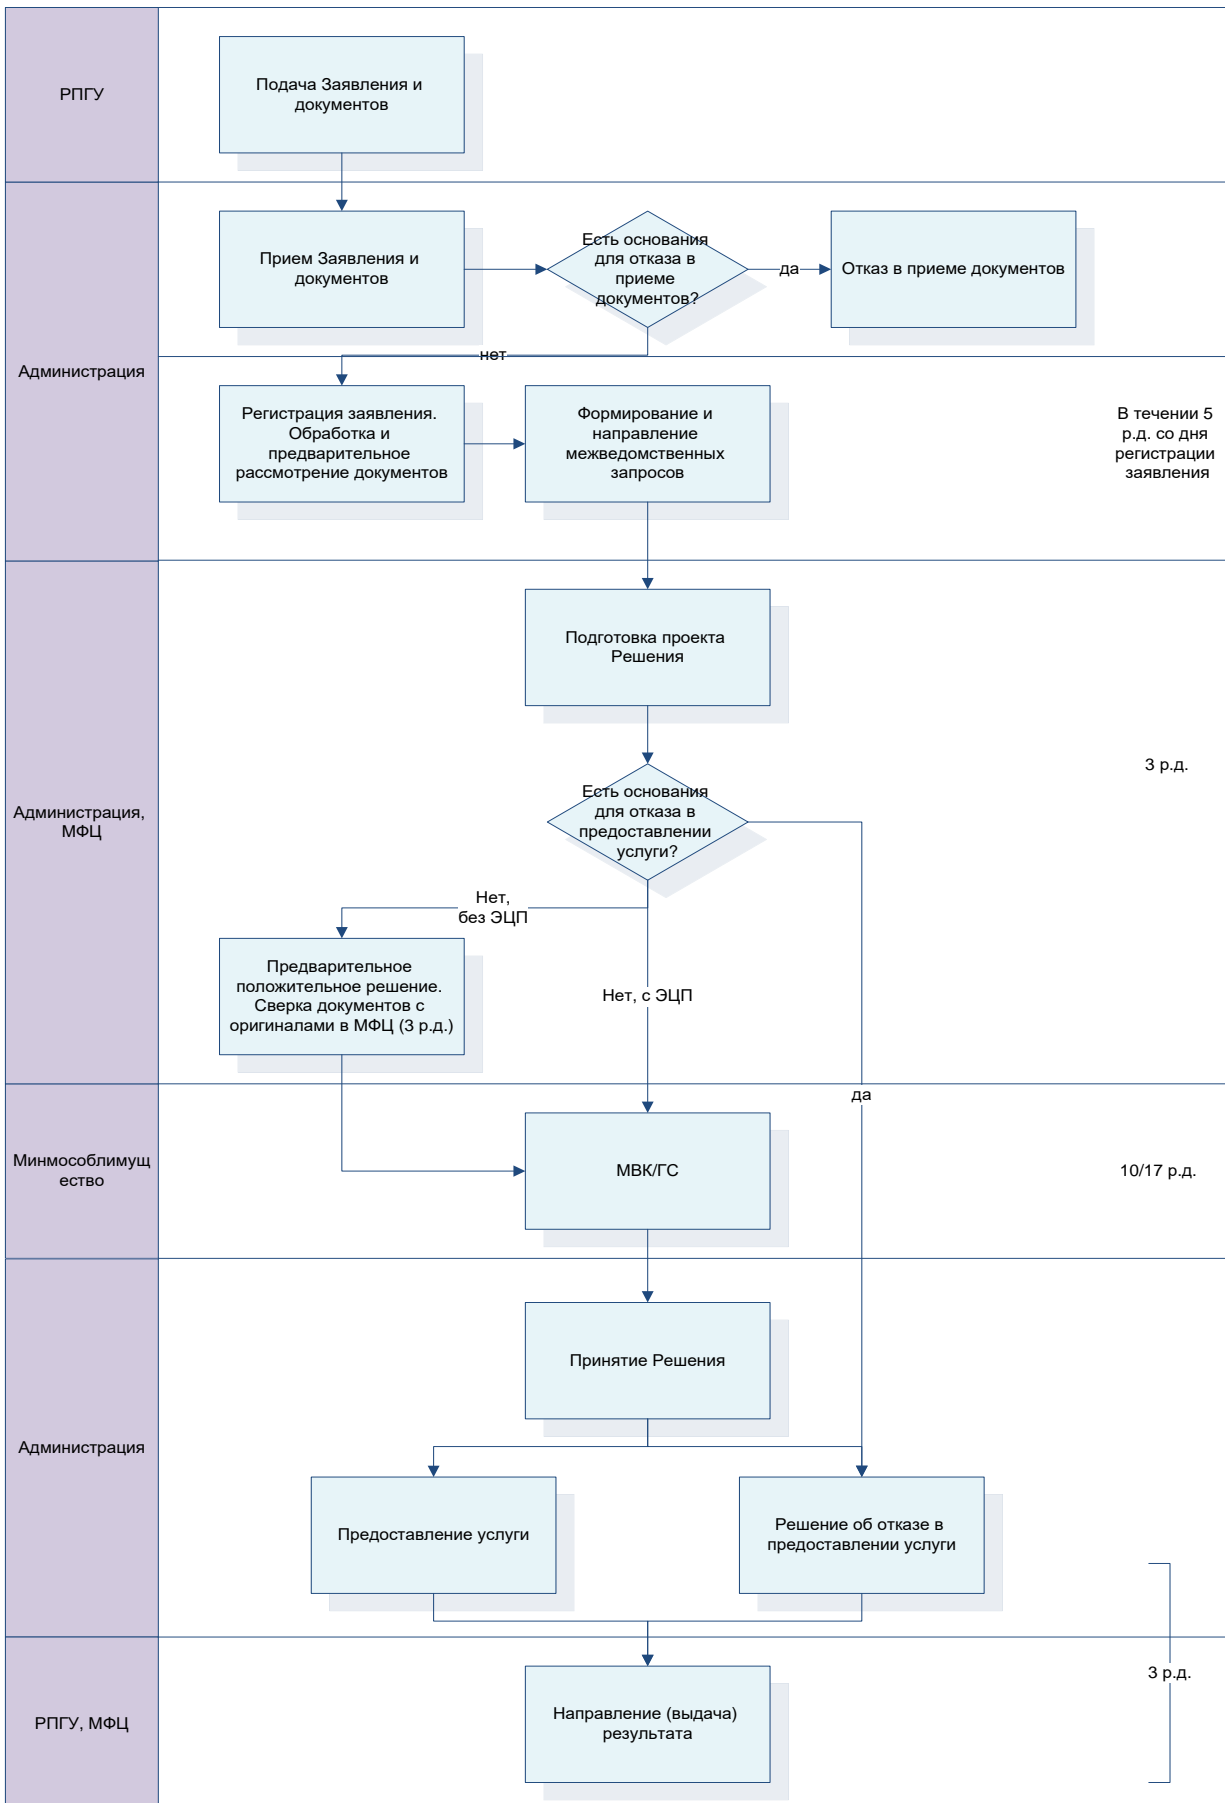 РПГУ
Подача Заявления и
документов
Администрация
Прием Заявления и
документов
Есть основания
для отказа в
приеме
документов?
да
Отказ в приеме документов
нет
Регистрация заявления.
Обработка и
предварительное
рассмотрение документов
Формирование и
направление
межведомственных
запросов
В течении 5
р.д. со дня
регистрации
заявления
Администрация,
МФЦ
Подготовка проекта
Решения
3 р.д.
Есть основания
для отказа в
предоставлении
услуги?
Нет,
без ЭЦП
Предварительное
положительное решение.
Сверка документов с
оригиналами в МФЦ (3 р.д.)
Нет, с ЭЦП
да
Минмособлимущ
ество
МВК/ГС
10/17 р.д.
Администрация
Принятие Решения
Предоставление услуги
Решение об отказе в
предоставлении услуги
3 р.д.
РПГУ, МФЦ
Направление (выдача)
результата